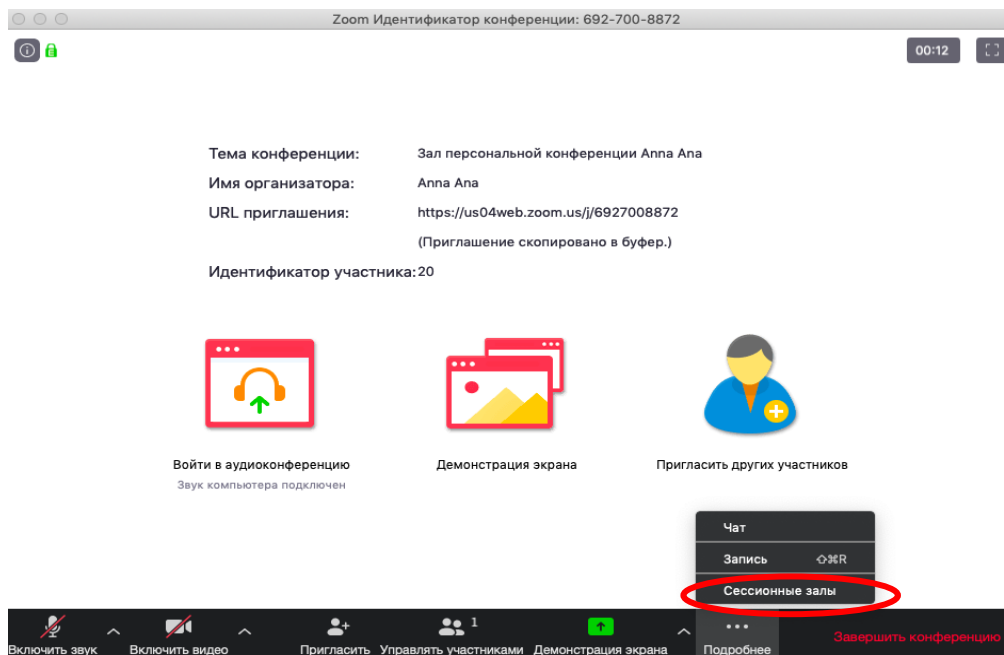 Zoom Идентификатор конференции: 692-700-8872
00:12
Тема конференции: Зал персональной конференции Anna Ana
Имя организатора: Anna Ana
URL приглашения: https://us04web.zoom.us/j/6927008872
(Приглашение скопировано в буфер.)
Идентификатор участника: 20
Войти в аудиоконференцию
Звук компьютера подключен
Демонстрация экрана
Пригласить других участников
Чат
Запись ⇧⌘R
Сессионные залы
Включить звук Включить видео Пригласить Управлять участниками 1 Демонстрация экрана Подробнее Завершить конференцию